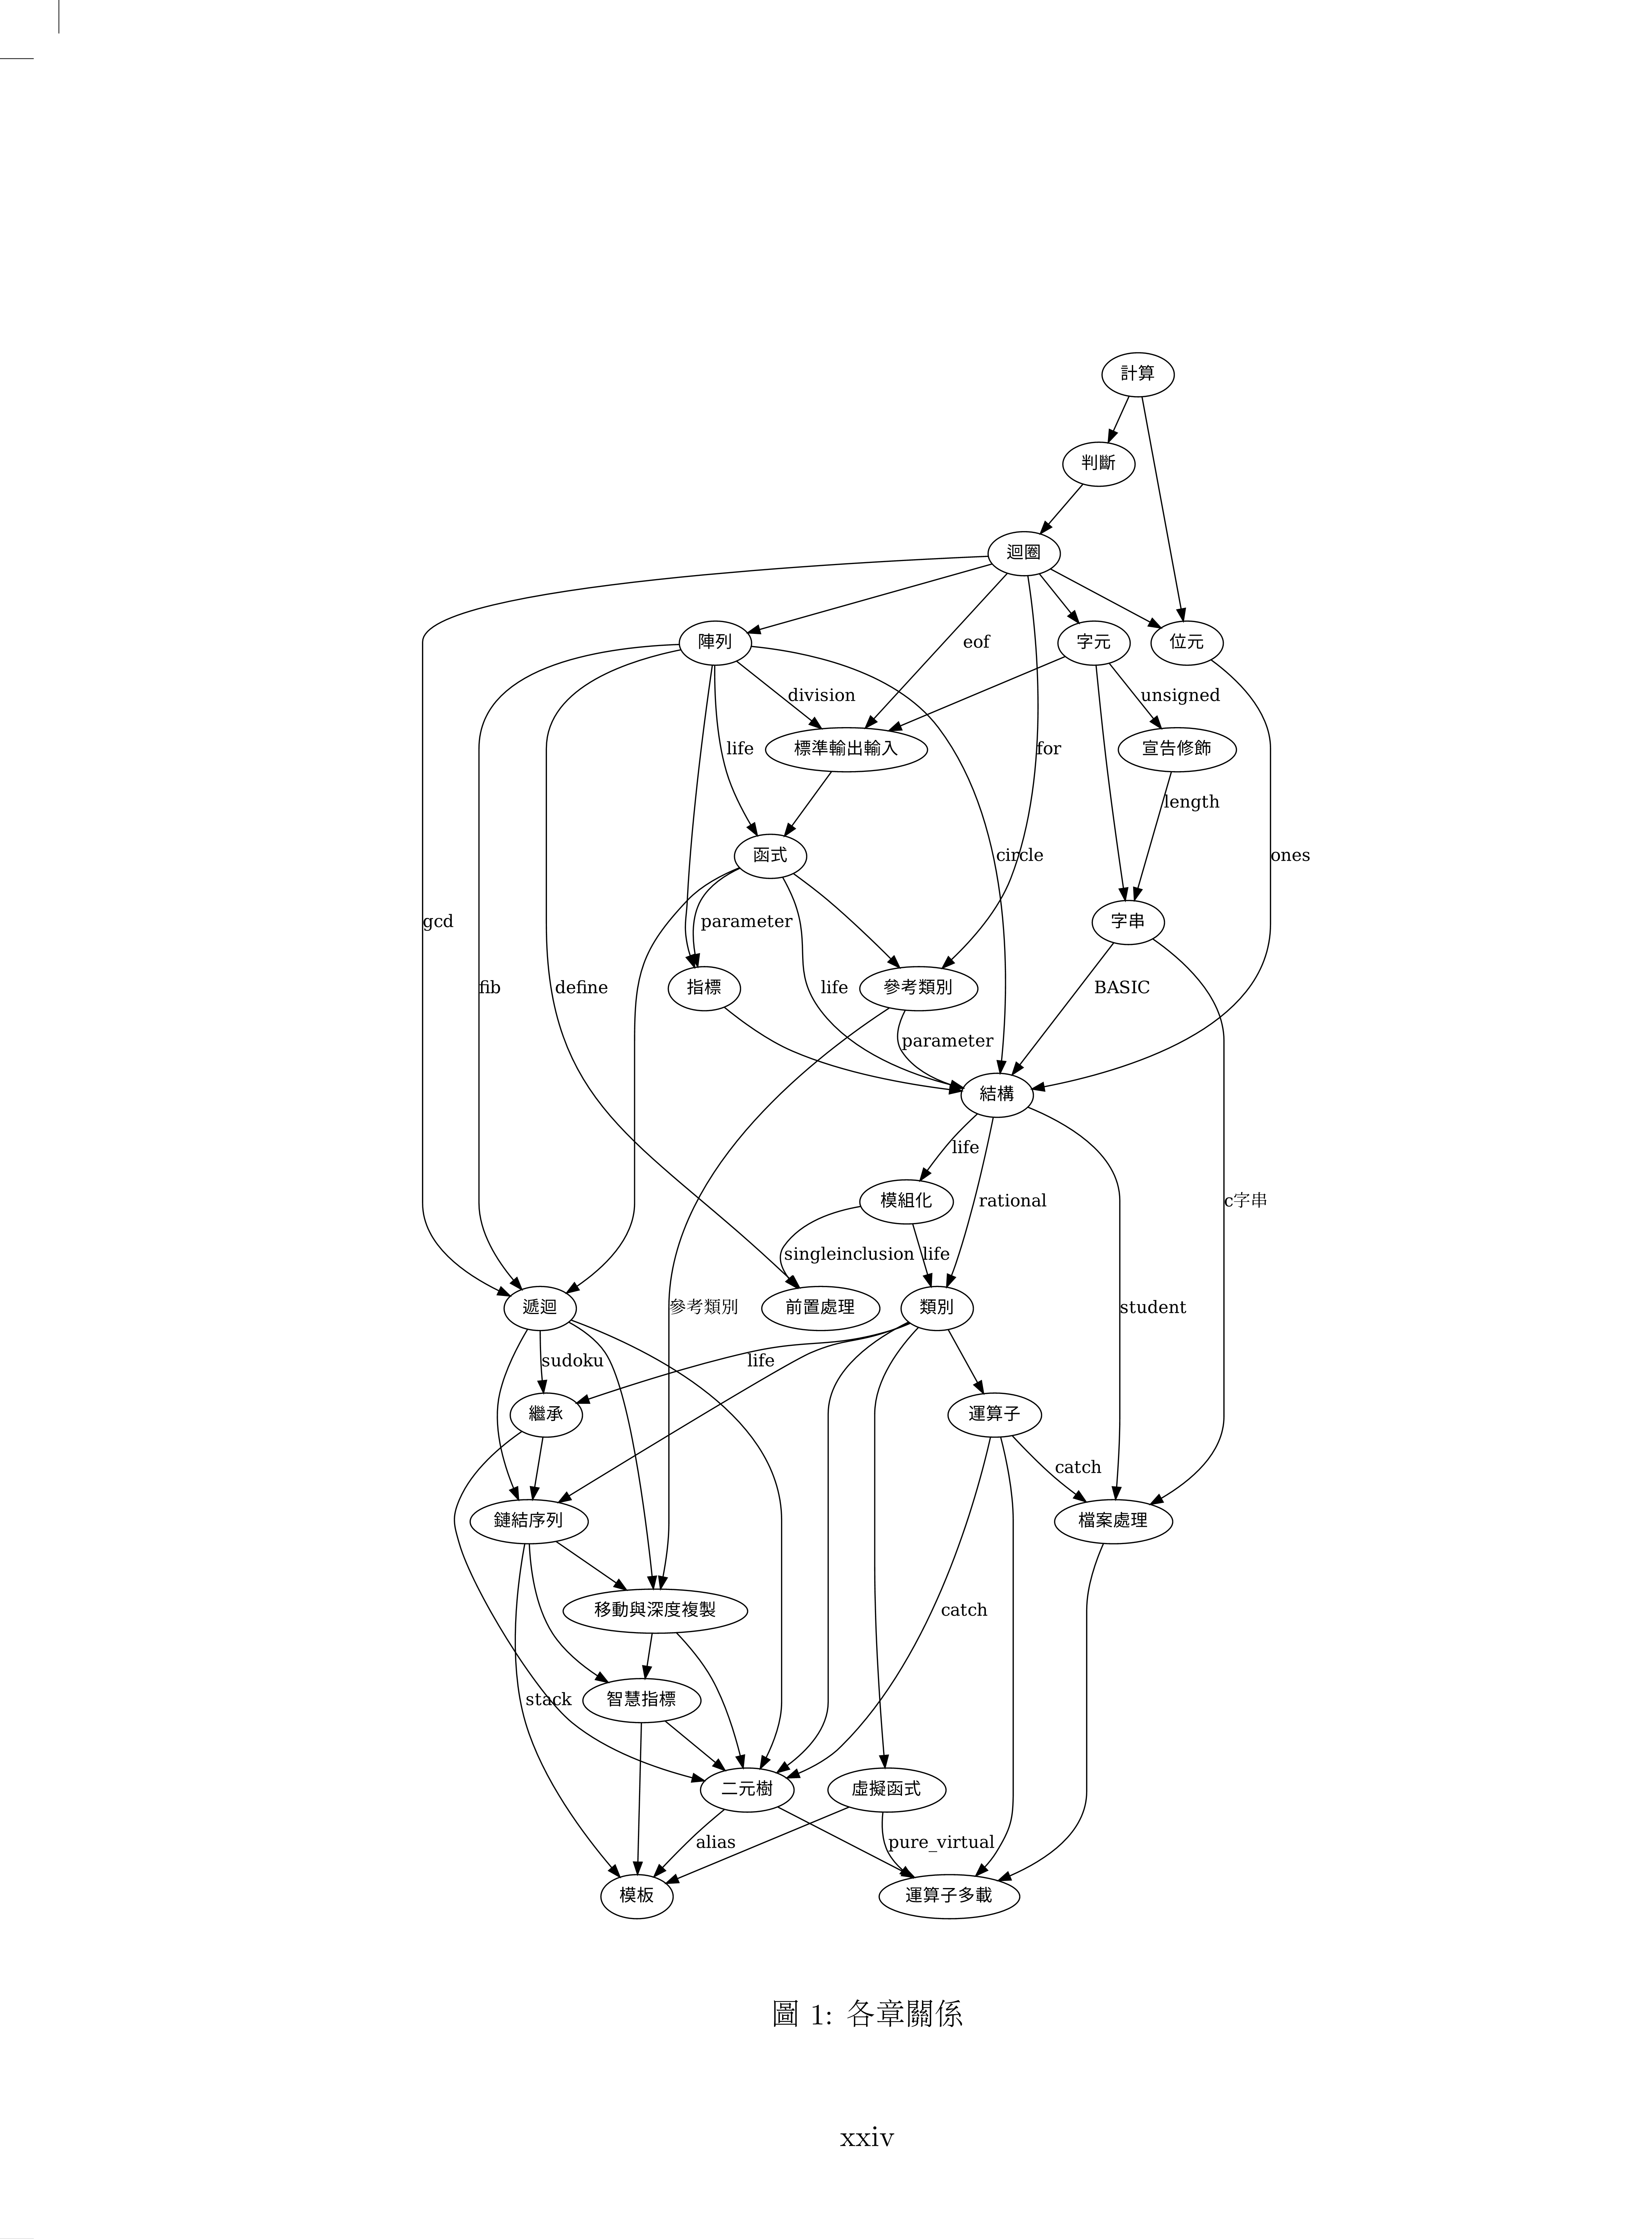 計算
判斷
迴圈
陣列
eof
字元
位元
division
unsigned
life
標準輸出輸入
for
宣告修飾
length
函式
circle
ones
gcd
parameter
字串
fib
define
指標
life
參考類別
BASIC
parameter
結構
life
模組化
rational
c字串
singleinclusion
life
遞迴
參考類別
前置處理
類別
student
sudoku
life
繼承
運算子
catch
鏈結序列
檔案處理
移動與深度複製
catch
stack
智慧指標
二元樹
虛擬函式
alias
pure_virtual
模板
運算子多載
圖 1: 各章關係
xxiv